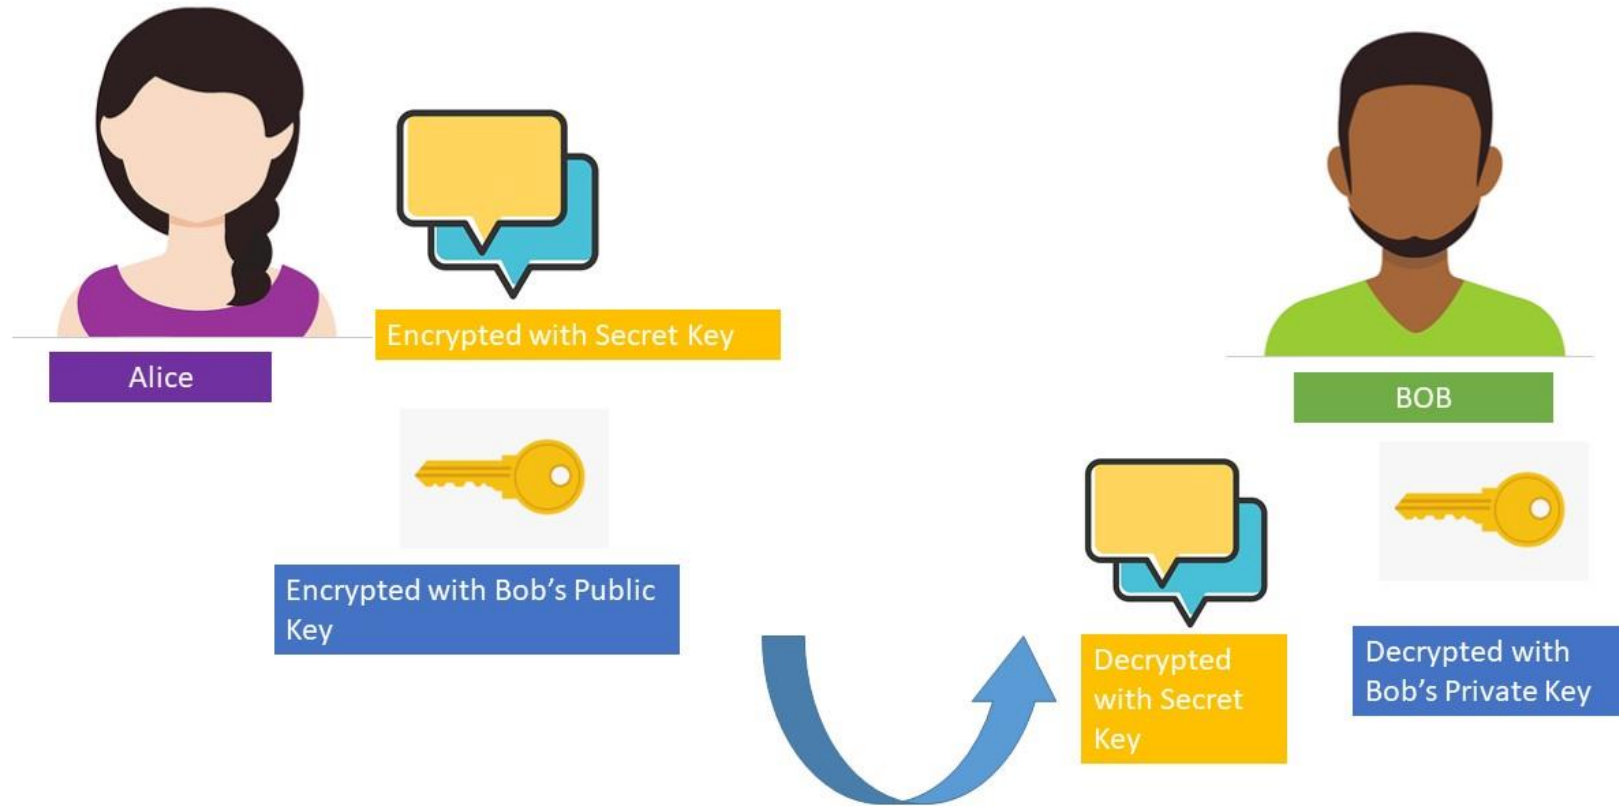 Encrypted with Secret Key
Alice
BOB
Encrypted with Bob’s Public
Key
Decrypted
with Secret
Key
Decrypted with
Bob’s Private Key